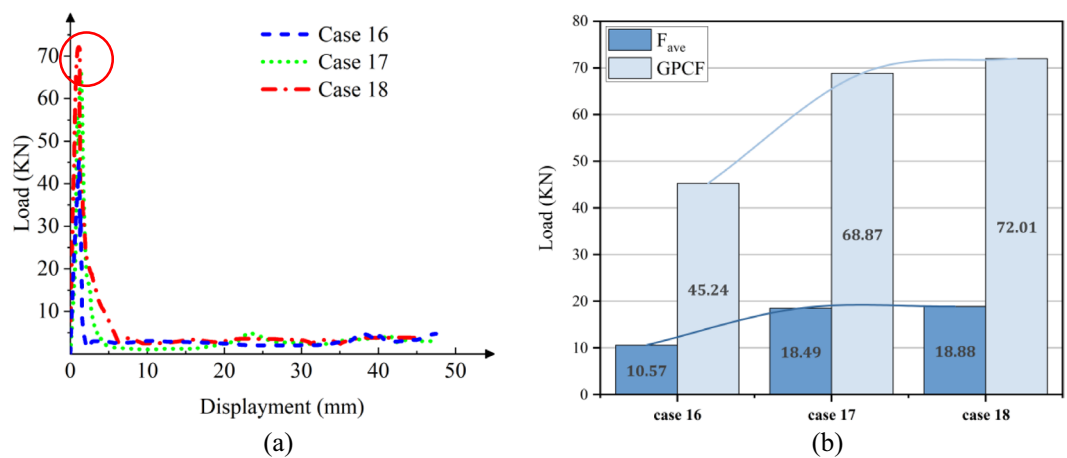 Load (KN)
70
60
50
40
30
20
10
0
10
20
30
40
50
Displayment (mm)
Case 16
Case 17
Case 18
(a)
Load (KN)
80
70
60
50
40
30
20
10
0
F_ave
GPCF
10.57
45.24
18.49
68.87
18.88
72.01
case 16
case 17
case 18
(b)